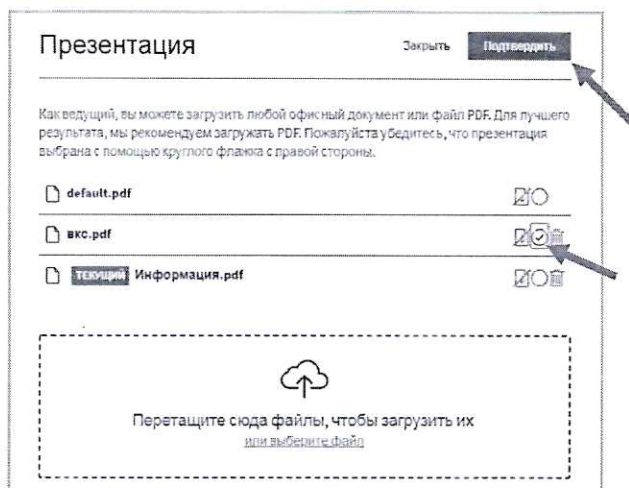 Презентация
Закрыть
Подтвердить
Как ведущий, вы можете загрузить любой офисный документ или файл PDF. Для лучшего
результата, мы рекомендуем загружать PDF. Пожалуйста убедитесь, что презентация
выбрана с помощью круглого флажка с правой стороны.
default.pdf
вкс.pdf
ТЕКУЩИЙ Информация.pdf
Перетащите сюда файлы, чтобы загрузить их
или выберите файл